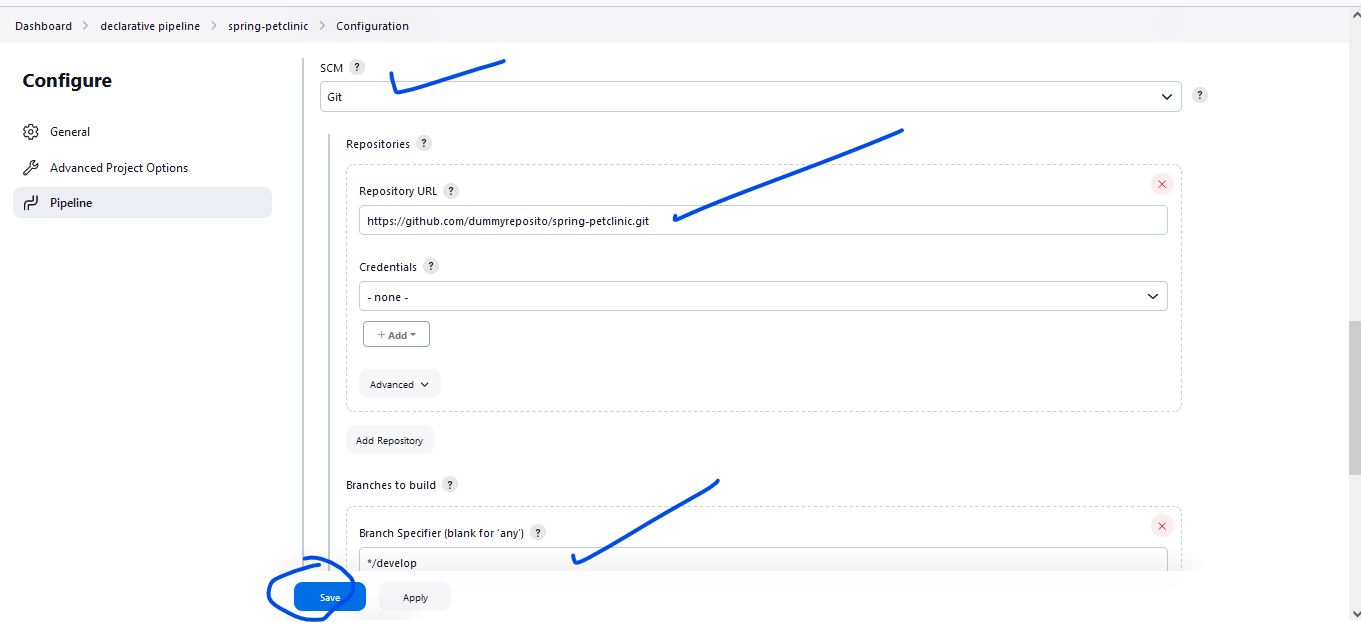 Dashboard > declarative pipeline > spring-petclinic > Configuration
Configure
General
Advanced Project Options
Pipeline
SCM ?
Git
?
Repositories ?
Repository URL ?
https://github.com/dummyreposito/spring-petclinic.git
Credentials ?
- none -
+ Add
Advanced
Add Repository
Branches to build ?
Branch Specifier (blank for 'any') ?
*/develop
Save Apply